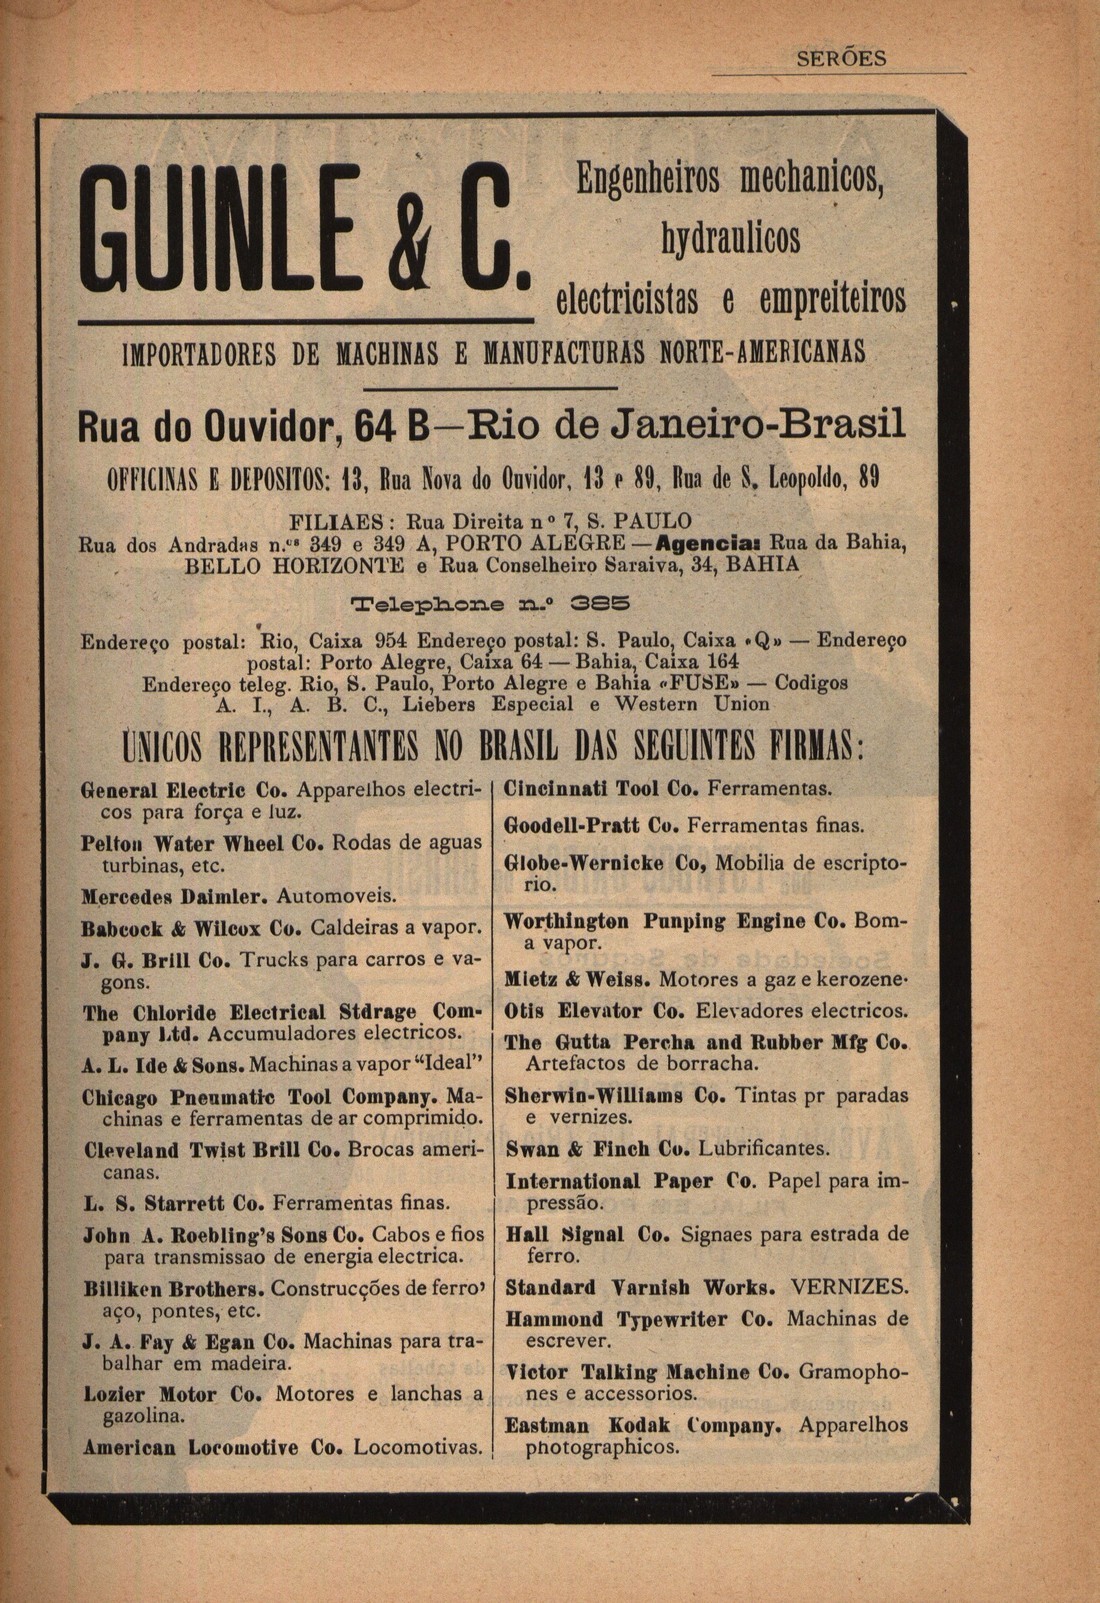 SERÕES
GUINLE & C.
Engenheiros mechanicos,
hydraulicos
electricistas e empreiteiros
IMPORTADORES DE MACHINAS E MANUFACTURAS NORTE-AMERICANAS
Rua do Ouvidor, 64 B—Rio de Janeiro-Brasil
OFFICINAS E DEPOSITOS: 13, Rua Nova do Ouvidor, 13 e 89, Rua de S. Leopoldo, 89
FILIAES: Rua Direita nº 7, S. PAULO
Rua dos Andradas n.ºs 349 e 349 A, PORTO ALEGRE — Agencia: Rua da Bahia,
BELLO HORIZONTE e Rua Conselheiro Saraiva, 34, BAHIA
Telephone n.º 385
Endereço postal: Rio, Caixa 954 Endereço postal: S. Paulo, Caixa «Q» — Endereço
postal: Porto Alegre, Caixa 64 — Bahia, Caixa 164
Endereço teleg. Rio, S. Paulo, Porto Alegre e Bahia «FUSE» — Codigos
A. I., A. B. C., Liebers Especial e Western Union
UNICOS REPRESENTANTES NO BRASIL DAS SEGUINTES FIRMAS:
General Electric Co. Apparelhos electri-
cos para força e luz.
Pelton Water Wheel Co. Rodas de aguas
turbinas, etc.
Mercedes Daimler. Automoveis.
Babcock & Wilcox Co. Caldeiras a vapor.
J. G. Brill Co. Trucks para carros e va-
gons.
The Chloride Electrical Stdrage Com-
pany Ltd. Accumuladores electricos.
A. L. Ide & Sons. Machinas a vapor “Ideal”
Chicago Pneumatic Tool Company. Ma-
chinas e ferramentas de ar comprimido.
Cleveland Twist Brill Co. Brocas ameri-
canas.
L. S. Starrett Co. Ferramentas finas.
John A. Roebling's Sons Co. Cabos e fios
para transmissao de energia electrica.
Billiken Brothers. Construcções de ferro’
aço, pontes, etc.
J. A. Fay & Egan Co. Machinas para tra-
balhar em madeira.
Lozier Motor Co. Motores e lanchas a
gazolina.
American Locomotive Co. Locomotivas.
Cincinnati Tool Co. Ferramentas.
Goodell-Pratt Co. Ferramentas finas.
Globe-Wernicke Co, Mobilia de escripto-
rio.
Worthington Punping Engine Co. Bom-
a vapor.
Mietz & Weiss. Motores a gaz e kerozene.
Otis Elevator Co. Elevadores electricos.
The Gutta Percha and Rubber Mfg Co.
Artefactos de borracha.
Sherwin-Williams Co. Tintas pr paradas
e vernizes.
Swan & Finch Co. Lubrificantes.
International Paper Co. Papel para im-
pressão.
Hall Signal Co. Signaes para estrada de
ferro.
Standard Varnish Works. VERNIZES.
Hammond Typewriter Co. Machinas de
escrever.
Victor Talking Machine Co. Gramopho-
nes e accessorios.
Eastman Kodak Company. Apparelhos
photographicos.